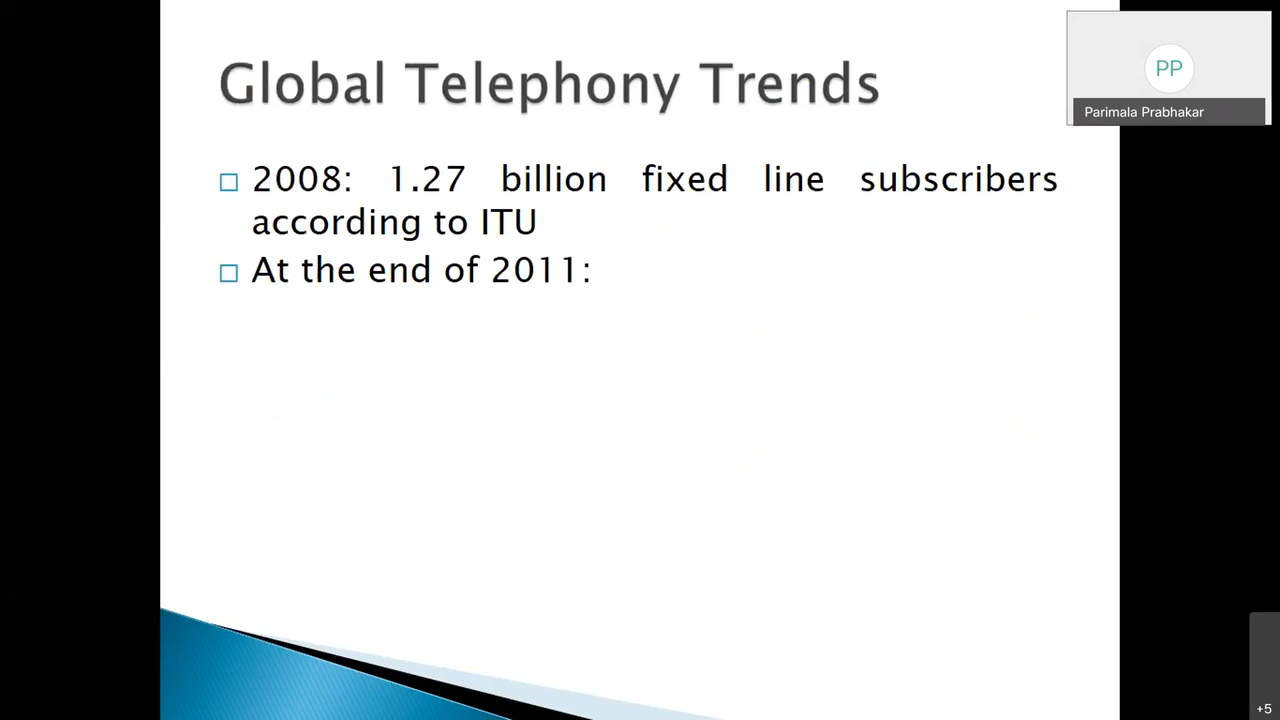 Global Telephony Trends
PP
Parimala Prabhakar
2008: 1.27 billion fixed line subscribers
according to ITU
At the end of 2011:
+5